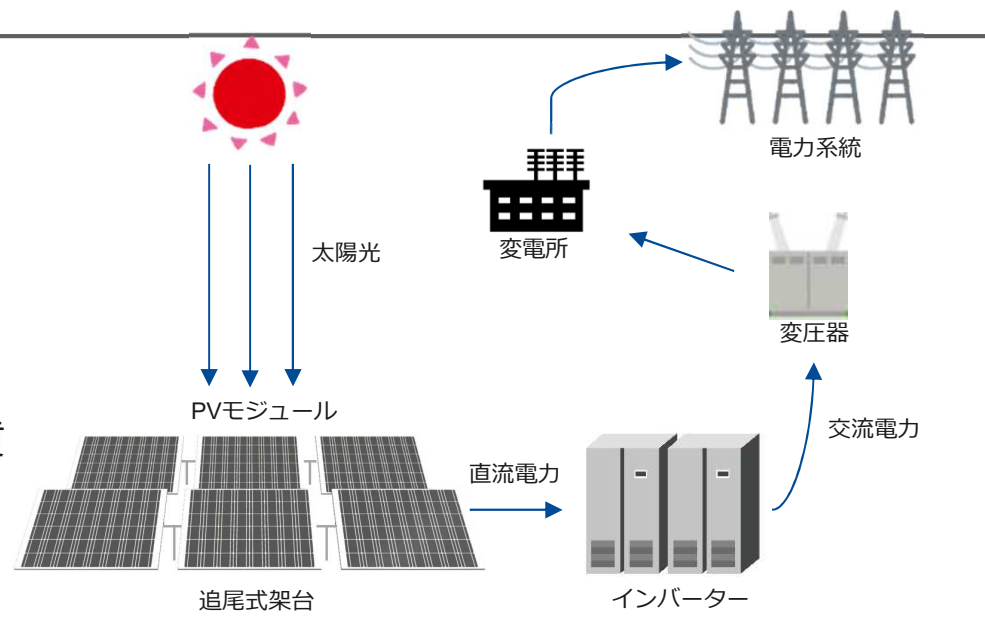 電力系統
変電所
太陽光
変圧器
PVモジュール
交流電力
直流電力
追尾式架台
インバーター